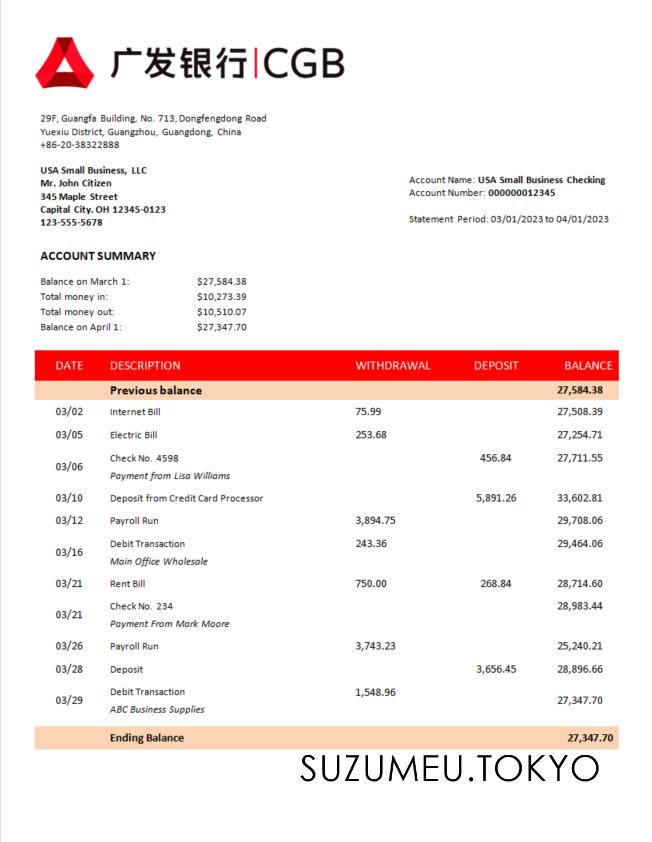 广发银行|CGB
29F, Guangfa Building, No. 713, Dongfengdong Road
Yuexiu District, Guangzhou, Guangdong, China
+86-20-38322888
USA Small Business, LLC
Mr. John Citizen
345 Maple Street
Capital City. OH 12345-0123
123-555-5678
Account Name: USA Small Business Checking
Account Number: 000000012345
Statement Period: 03/01/2023 to 04/01/2023
ACCOUNT SUMMARY
Balance on March 1: $27,584.38
Total money in: $10,273.39
Total money out: $10,510.07
Balance on April 1: $27,347.70
DATE DESCRIPTION WITHDRAWAL DEPOSIT BALANCE
Previous balance 27,584.38
03/02 Internet Bill 75.99 27,508.39
03/05 Electric Bill 253.68 27,254.71
03/06 Check No. 4598 456.84 27,711.55
Payment from Lisa Williams
03/10 Deposit from Credit Card Processor 5,891.26 33,602.81
03/12 Payroll Run 3,894.75 29,708.06
03/16 Debit Transaction 243.36 29,464.06
Main Office Wholesale
03/21 Rent Bill 750.00 268.84 28,714.60
03/21 Check No. 234 28,983.44
Payment From Mark Moore
03/26 Payroll Run 3,743.23 25,240.21
03/28 Deposit 3,656.45 28,896.66
03/29 Debit Transaction 1,548.96 27,347.70
ABC Business Supplies
Ending Balance 27,347.70
SUZUMEU.TOKYO